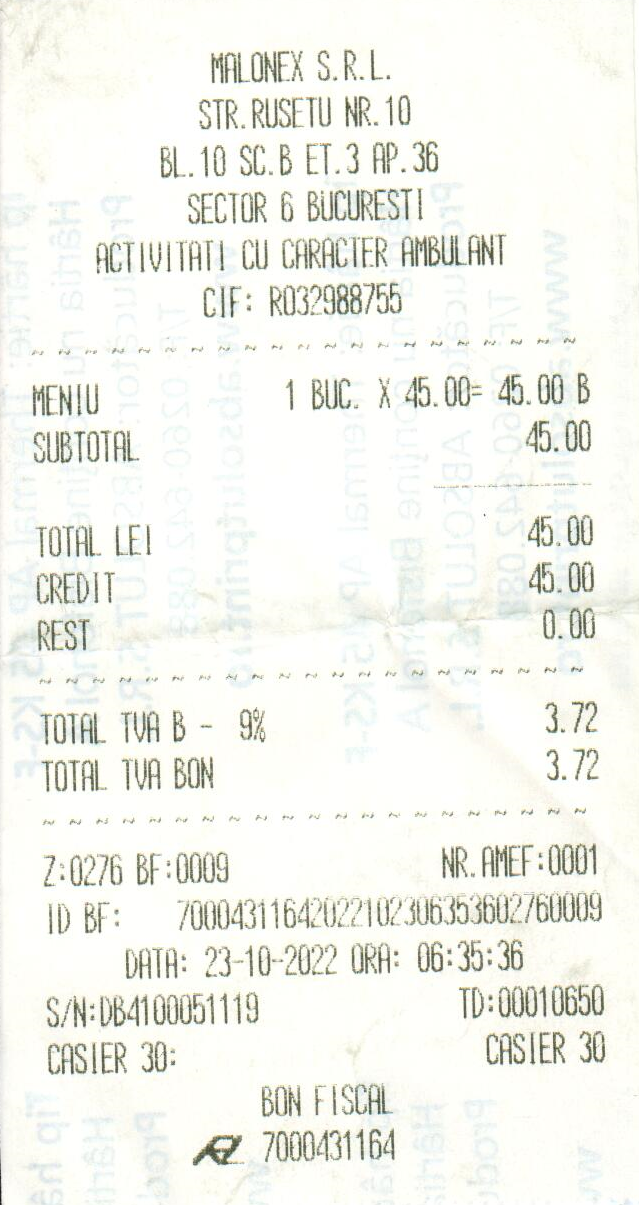 MALONEX S.R.L.
STR.RUSETU NR.10
BL.10 SC.B ET.3 AP.36
SECTOR 6 BUCURESTI
ACTIVITATI CU CARACTER AMBULANT
CIF: RO32988755
MENIU 1 BUC. X 45.00= 45.00 B
SUBTOTAL 45.00
TOTAL LEI 45.00
CREDIT 45.00
REST 0.00
TOTAL TVA B - 9% 3.72
TOTAL TVA BON 3.72
Z:0276 BF:0009 NR.AMEF:0001
ID BF: 70004311642022102306353602760009
DATA: 23-10-2022 ORA: 06:35:36
S/N:DB4100051119 TD:00010650
CASIER 30: CASIER 30
BON FISCAL
7000431164